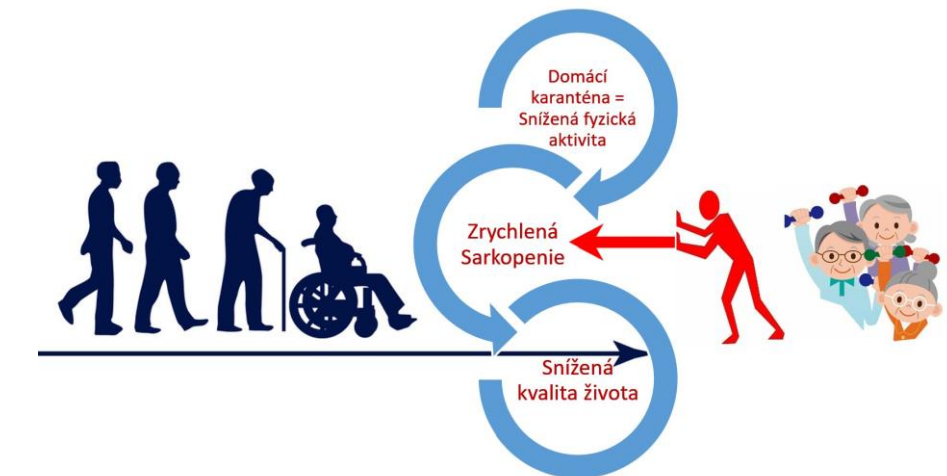 Domácí
karanténa =
Snížená fyzická
aktivita
Zrychlená
Sarkopenie
Snížená
kvalita života